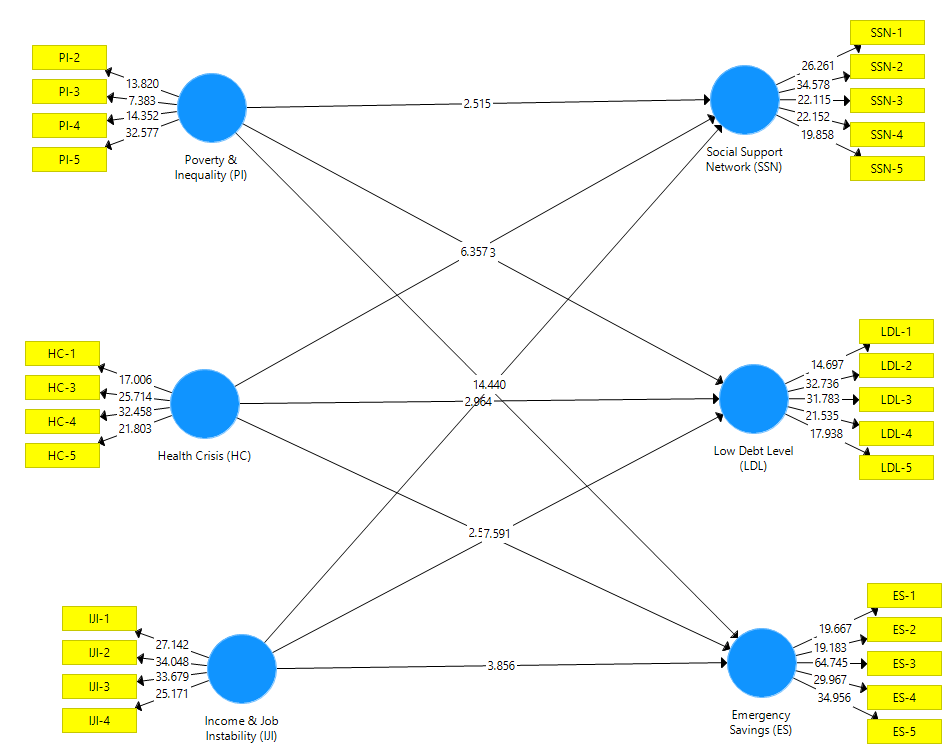 SSN-1
PI-2
26.261
SSN-2
13.820
34.578
PI-3
7.383
2.515
22.115
SSN-3
PI-4
14.352
22.152
SSN-4
32.577
19.858
PI-5
Poverty &
Inequality (PI)
Social Support
Network (SSN)
SSN-5
6.357
LDL-1
HC-1
14.697
LDL-2
17.006
14.440
32.736
HC-3
25.714
2.964
31.783
LDL-3
HC-4
32.458
21.535
LDL-4
21.803
17.938
HC-5
Health Crisis (HC)
Low Debt Level
(LDL)
LDL-5
7.591
ES-1
IJI-1
19.667
ES-2
27.142
19.183
IJI-2
34.048
3.856
64.745
ES-3
IJI-3
33.679
29.967
ES-4
25.171
34.956
IJI-4
Income & Job
Instability (IJI)
Emergency
Savings (ES)
ES-5